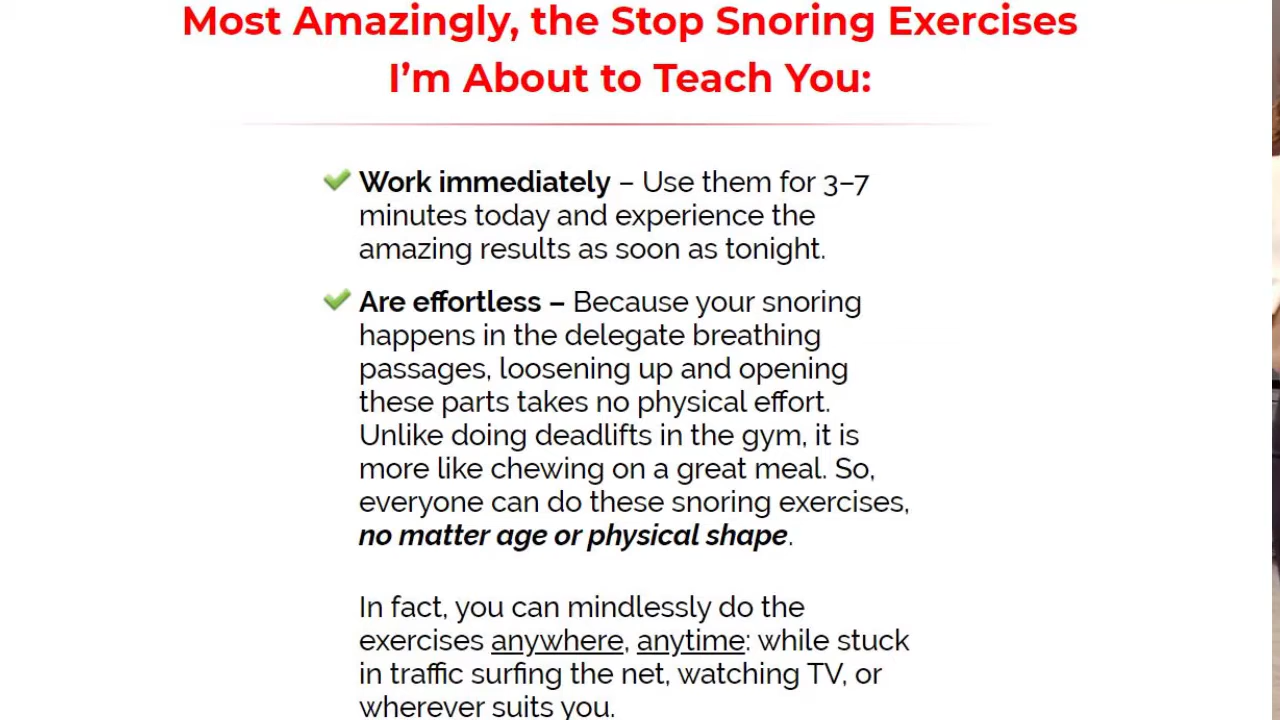 Most Amazingly, the Stop Snoring Exercises
I’m About to Teach You:
Work immediately – Use them for 3–7
minutes today and experience the
amazing results as soon as tonight.
Are effortless – Because your snoring
happens in the delegate breathing
passages, loosening up and opening
these parts takes no physical effort.
Unlike doing deadlifts in the gym, it is
more like chewing on a great meal. So,
everyone can do these snoring exercises,
no matter age or physical shape.
In fact, you can mindlessly do the
exercises anywhere, anytime: while stuck
in traffic surfing the net, watching TV, or
wherever suits you.